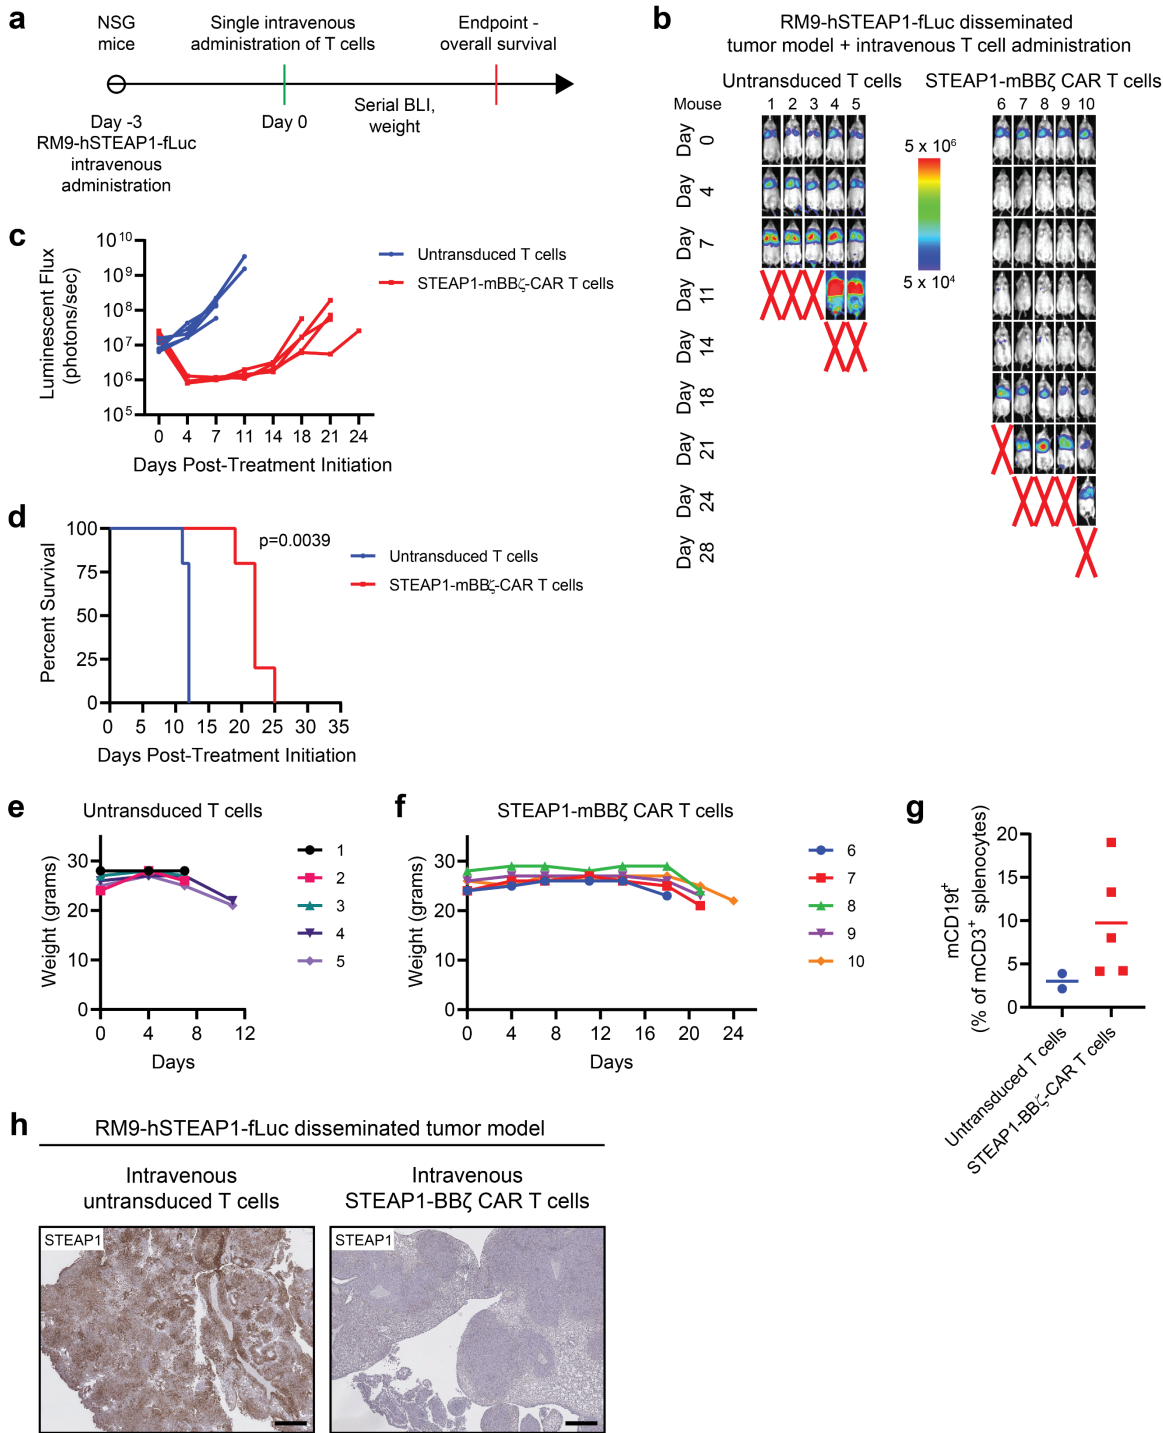 a
NSG
mice
Single intravenous
administration of T cells
Endpoint -
overall survival
Day -3
RM9-hSTEAP1-fLuc
intravenous
administration
Day 0
Serial BLI,
weight
b
RM9-hSTEAP1-fLuc disseminated
tumor model + intravenous T cell administration
Untransduced T cells
STEAP1-mBBζ CAR T cells
Mouse
1 2 3 4 5
6 7 8 9 10
Day 0
Day 4
Day 7
Day 11
Day 14
Day 18
Day 21
Day 24
Day 28
5 x 10⁶
5 x 10⁴
c
Luminescent Flux
(photons/sec)
10¹⁰
10⁹
10⁸
10⁷
10⁶
10⁵
0 4 7 11 14 18 21 24
Days Post-Treatment Initiation
Untransduced T cells
STEAP1-mBBζ-CAR T cells
d
Percent Survival
100
75
50
25
0
p=0.0039
0 5 10 15 20 25 30 35
Days Post-Treatment Initiation
Untransduced T cells
STEAP1-mBBζ-CAR T cells
e
Untransduced T cells
Weight (grams)
30
20
10
0
0 4 8 12
Days
1
2
3
4
5
f
STEAP1-mBBζ CAR T cells
Weight (grams)
30
20
10
0
0 4 8 12 16 20 24
Days
6
7
8
9
10
g
mCD19t⁺
(% of mCD3⁺ splenocytes)
20
15
10
5
0
Untransduced T cells
STEAP1-BBζ-CAR T cells
h
RM9-hSTEAP1-fLuc disseminated tumor model
Intravenous
untransduced T cells
Intravenous
STEAP1-BBζ CAR T cells
STEAP1
STEAP1